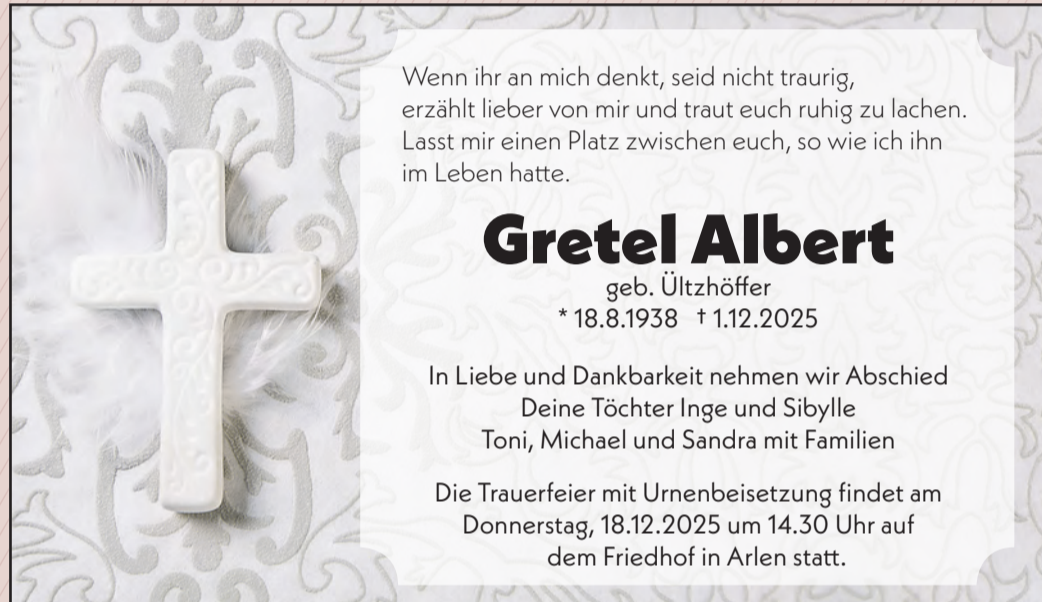 Wenn ihr an mich denkt, seid nicht traurig,
erzählt lieber von mir und traut euch ruhig zu lachen.
Lasst mir einen Platz zwischen euch, so wie ich ihn
im Leben hatte.
Gretel Albert
geb. Ültzhöffer
* 18.8.1938 † 1.12.2025
In Liebe und Dankbarkeit nehmen wir Abschied
Deine Töchter Inge und Sibylle
Toni, Michael und Sandra mit Familien
Die Trauerfeier mit Urnenbeisetzung findet am
Donnerstag, 18.12.2025 um 14.30 Uhr auf
dem Friedhof in Arlen statt.